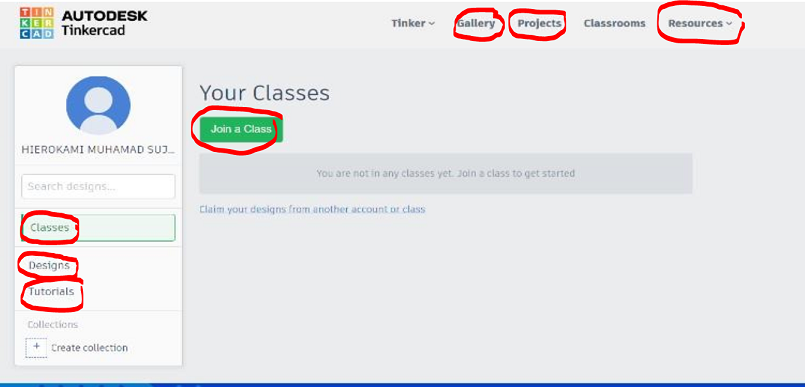 TIN
KER
CAD
AUTODESK
Tinkercad
Tinker
Gallery
Projects
Classrooms
Resources
HIEROKAMI MUHAMAD SUJ...
Search designs...
Classes
Designs
Tutorials
Collections
+ Create collection
Your Classes
Join a Class
You are not in any classes yet. Join a class to get started
Claim your designs from another account or class